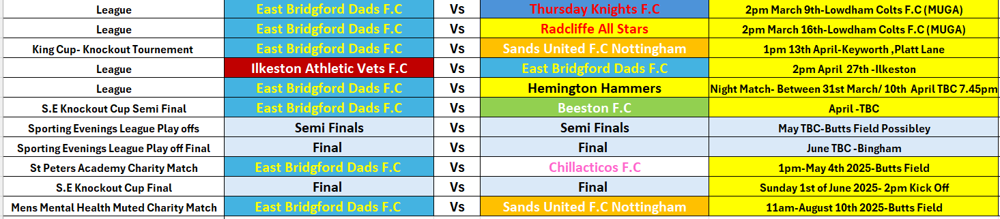 League East Bridgford Dads F.C Vs Thursday Knights F.C 2pm March 9th-Lowdham Colts F.C (MUGA)
League East Bridgford Dads F.C Vs Radcliffe All Stars 2pm March 16th-Lowdham Colts F.C (MUGA)
King Cup- Knockout Tournement East Bridgford Dads F.C Vs Sands United F.C Nottingham 1pm 13th April-Keyworth ,Platt Lane
League Ilkeston Athletic Vets F.C Vs East Bridgford Dads F.C 2pm April 27th -Ilkeston
League East Bridgford Dads F.C Vs Hemington Hammers Night Match- Between 31st March/ 10th April TBC 7.45pm
S.E Knockout Cup Semi Final East Bridgford Dads F.C Vs Beeston F.C April -TBC
Sporting Evenings League Play offs Semi Finals Vs Semi Finals May TBC-Butts Field Possibley
Sporting Evenings League Play off Final Final Vs Final June TBC -Bingham
St Peters Academy Charity Match East Bridgford Dads F.C Vs Chillacticos F.C 1pm-May 4th 2025-Butts Field
S.E Knockout Cup Final Final Vs Final Sunday 1st of June 2025- 2pm Kick Off
Mens Mental Health Muted Charity Match East Bridgford Dads F.C Vs Sands United F.C Nottingham 11am-August 10th 2025-Butts Field